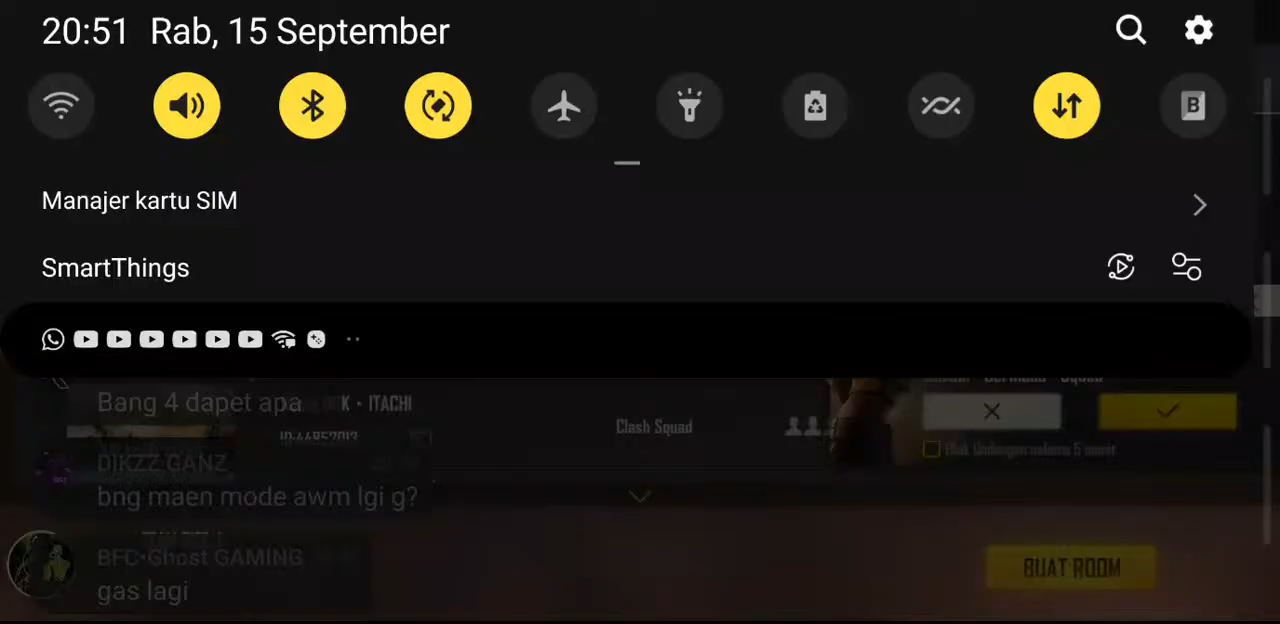 20:51 Rab, 15 September
B
Manajer kartu SIM
SmartThings
Bang 4 dapet apa
K • ITACHI
Clash Squad
DIKZZ GANZ
bng maen mode awm lgi g?
BFC•Ghost GAMING
gas lagi
BUAT ROOM